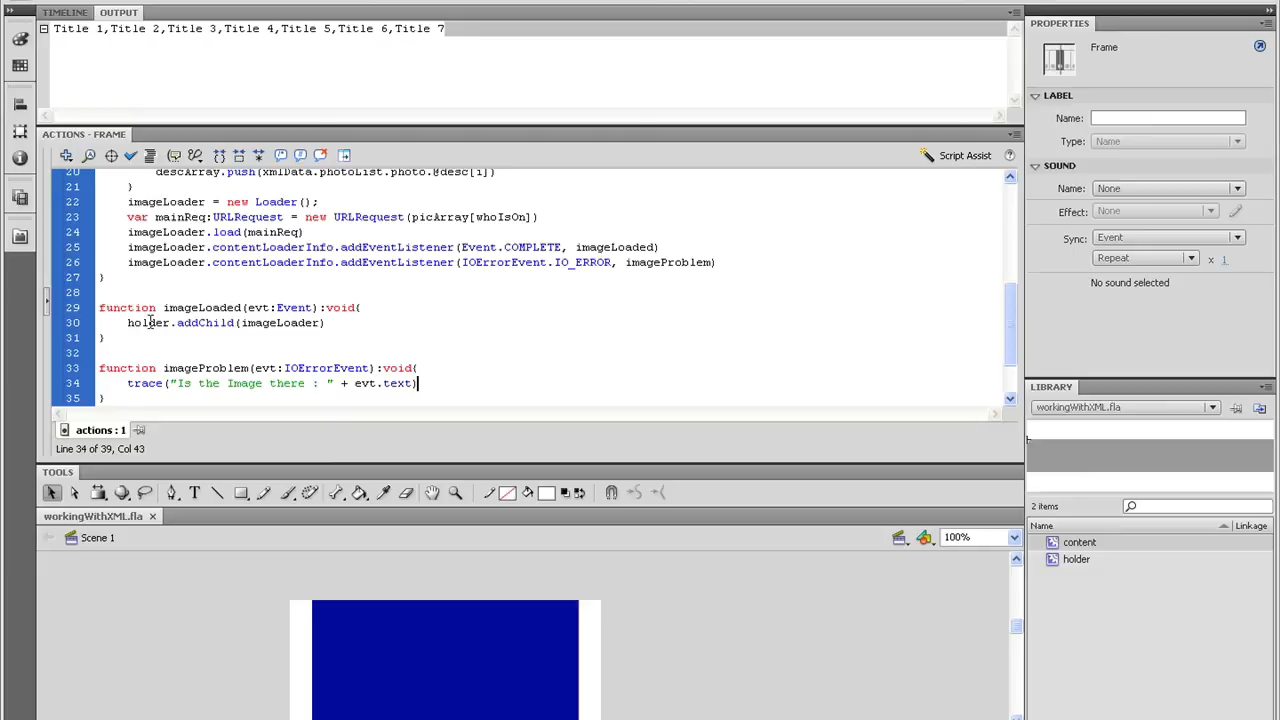 TIMELINE OUTPUT
Title 1,Title 2,Title 3,Title 4,Title 5,Title 6,Title 7
ACTIONS - FRAME
Script Assist
20 descArray.push(xmlData.photoList.photo.@desc[i])
21 }
22 imageLoader = new Loader();
23 var mainReq:URLRequest = new URLRequest(picArray[whoIsOn])
24 imageLoader.load(mainReq)
25 imageLoader.contentLoaderInfo.addEventListener(Event.COMPLETE, imageLoaded)
26 imageLoader.contentLoaderInfo.addEventListener(IOErrorEvent.IO_ERROR, imageProblem)
27 }
28
29 function imageLoaded(evt:Event):void{
30 holder.addChild(imageLoader)
31 }
32
33 function imageProblem(evt:IOErrorEvent):void{
34 trace("Is the Image there : " + evt.text)
35 }
actions : 1
Line 34 of 39, Col 43
TOOLS
workingWithXML.fla
Scene 1
100%
PROPERTIES
Frame
LABEL
Name:
Type: Name
SOUND
Name: None
Effect: None
Sync: Event
Repeat x 1
No sound selected
LIBRARY
workingWithXML.fla
2 items
Name Linkage
content
holder